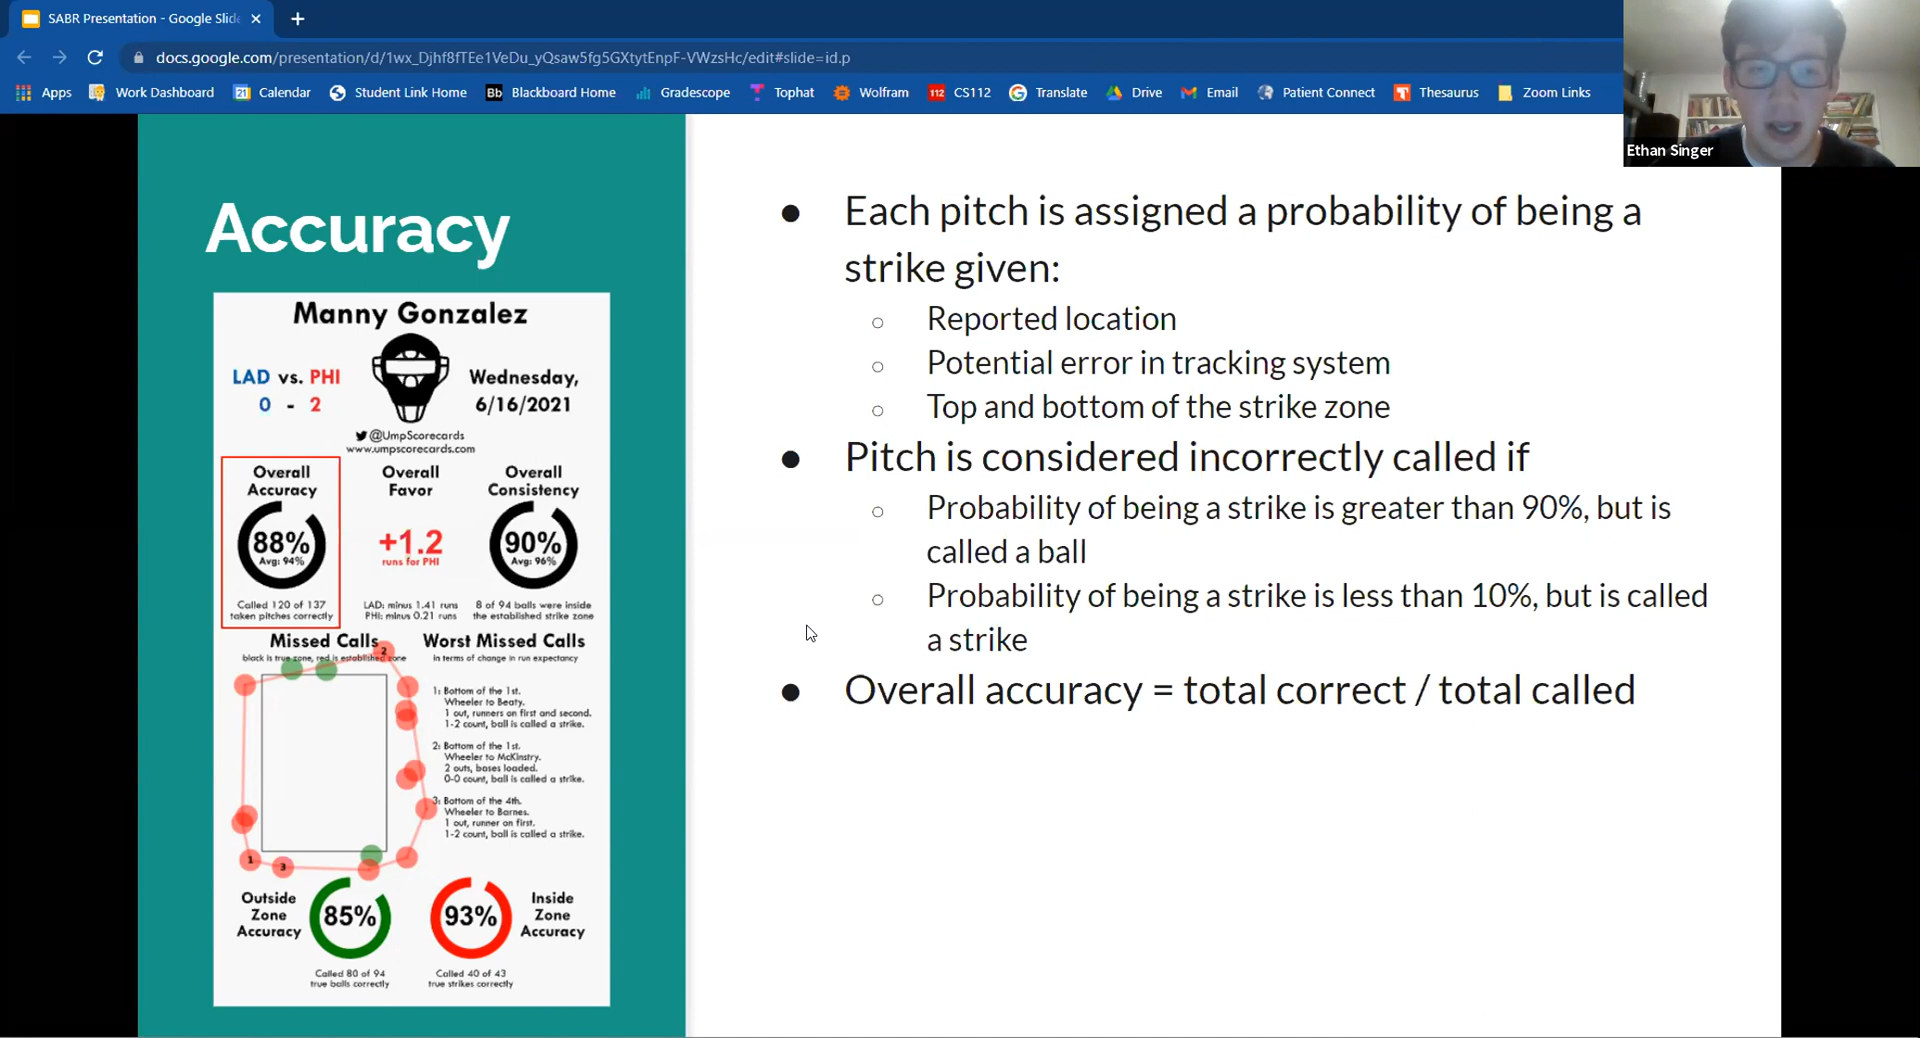 SABR Presentation - Google Slid
docs.google.com/presentation/d/1wx_Djhf8fTEe1VeDu_yQsaw5fg5GXtytEnpF-VWzsHc/edit#slide=id.p
Apps
Work Dashboard
21 Calendar
Student Link Home
Bb Blackboard Home
Gradescope
Tophat
Wolfram
112 CS112
Translate
Drive
Email
Patient Connect
Thesaurus
Zoom Links
Ethan Singer
Accuracy
Manny Gonzalez
LAD vs. PHI
0 - 2
Wednesday,
6/16/2021
@UmpScorecards
www.umpscorecards.com
Overall
Accuracy
88%
Avg: 94%
Called 120 of 137
taken pitches correctly
Overall
Favor
+1.2
runs for PHI
LAD: minus 1.41 runs
PHI: minus 0.21 runs
Overall
Consistency
90%
Avg: 96%
8 of 94 balls were inside
the established strike zone
Missed Calls
black is true zone, red is established zone
2
1
3
Worst Missed Calls
in terms of change in run expectancy
1: Bottom of the 1st.
Wheeler to Beaty.
1 out, runners on first and second.
1-2 count, ball is called a strike.
2: Bottom of the 1st.
Wheeler to McKinstry.
2 outs, bases loaded.
0-0 count, ball is called a strike.
3: Bottom of the 4th.
Wheeler to Barnes.
1 out, runner on first.
1-2 count, ball is called a strike.
Outside
Zone
Accuracy
85%
Called 80 of 94
true balls correctly
93%
Called 40 of 43
true strikes correctly
Inside
Zone
Accuracy
● Each pitch is assigned a probability of being a
strike given:
○ Reported location
○ Potential error in tracking system
○ Top and bottom of the strike zone
● Pitch is considered incorrectly called if
○ Probability of being a strike is greater than 90%, but is
called a ball
○ Probability of being a strike is less than 10%, but is called
a strike
● Overall accuracy = total correct / total called